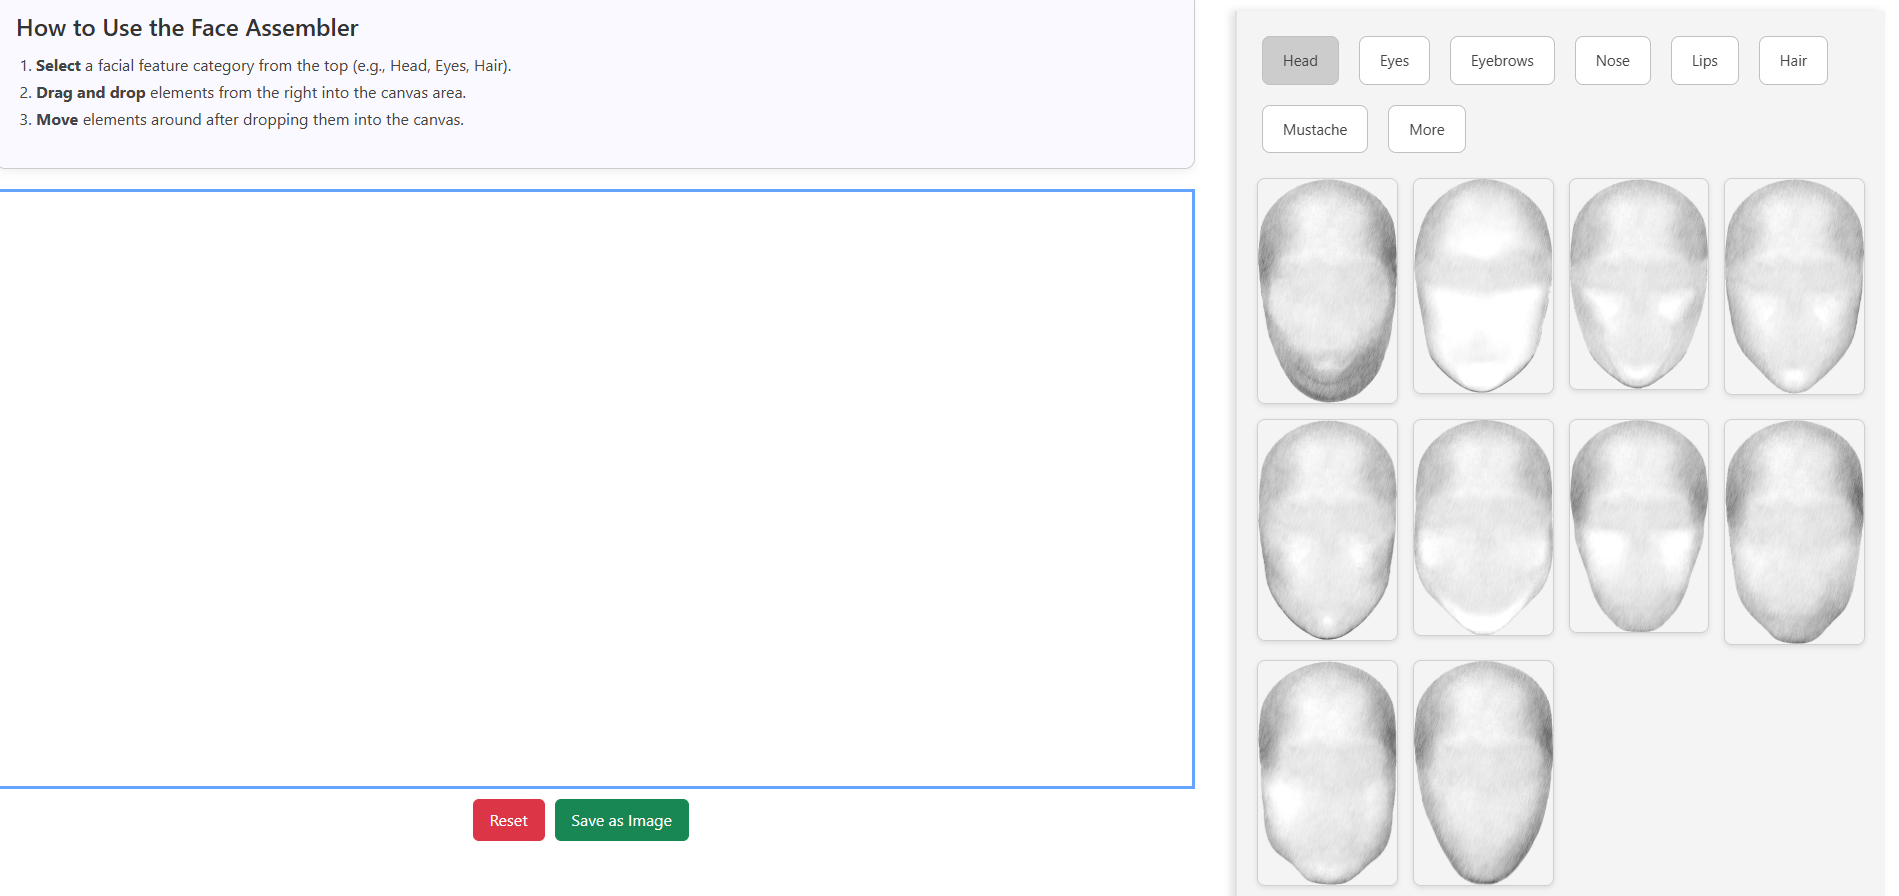 How to Use the Face Assembler
1. Select a facial feature category from the top (e.g., Head, Eyes, Hair).
2. Drag and drop elements from the right into the canvas area.
3. Move elements around after dropping them into the canvas.
Head Eyes Eyebrows Nose Lips Hair
Mustache More
Reset Save as Image